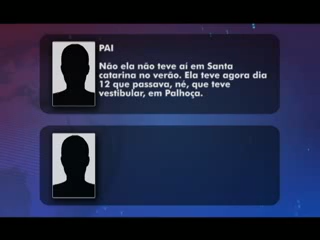 PAI
Não ela não teve aí em Santa
catarina no verão. Ela teve agora dia
12 que passava, né, que teve
vestibular, em Palhoça.